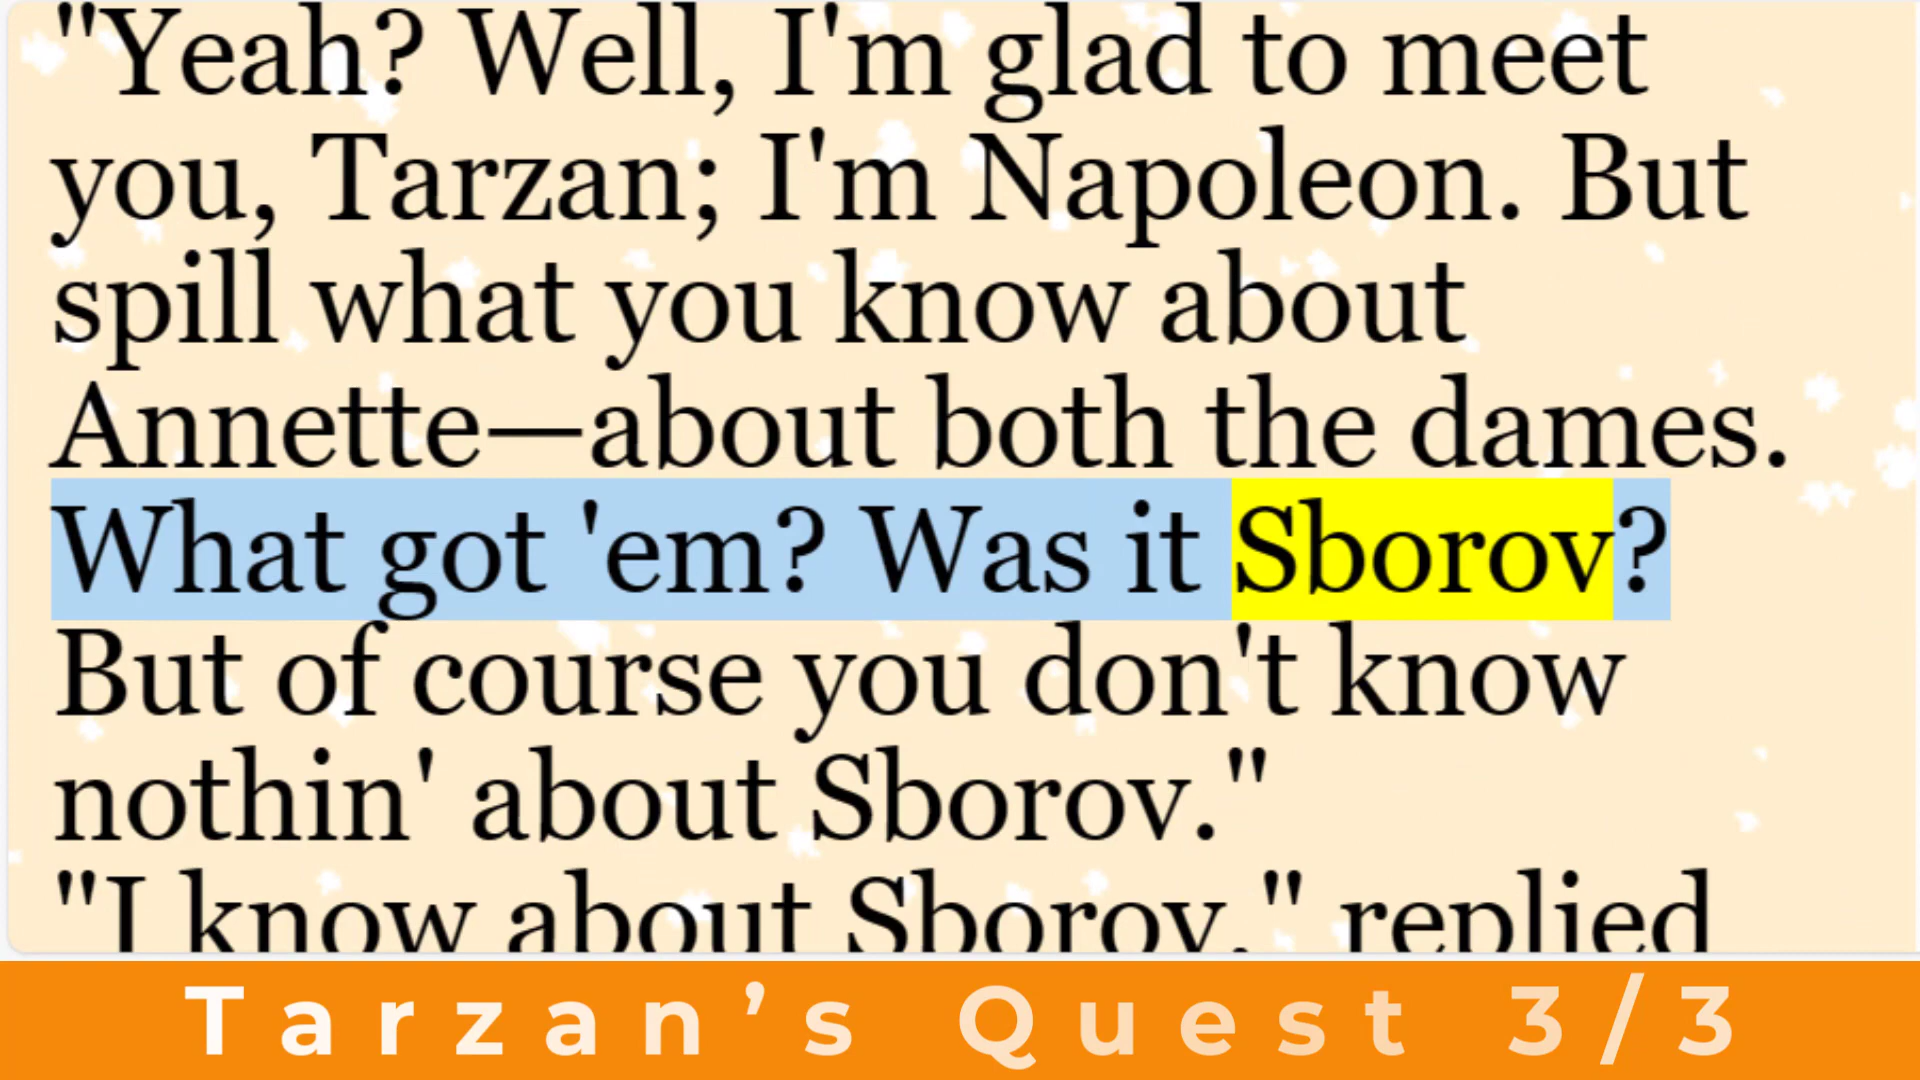 "Yeah? Well, I'm glad to meet
you, Tarzan; I'm Napoleon. But
spill what you know about
Annette—about both the dames.
What got 'em? Was it Sborov?
But of course you don't know
nothin' about Sborov."
"I know about Sborov," replied
Tarzan’s Quest 3/3